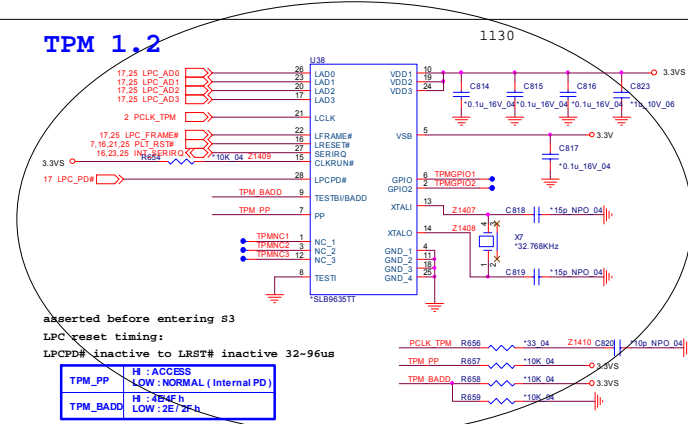 TPM 1.2
1130
U38
17,25 LPC_AD0
17,25 LPC_AD1
17,25 LPC_AD2
17,25 LPC_AD3
2 PCLK_TPM
17,25 LPC_FRAME#
7,16,21,25 PLT_RST#
16,23,25 INT_SERIRQ
3.3VS
R654
*10K_04
Z1409
17 LPC_PD#
TPM_BADD
TPM_PP
TPMNC1
TPMNC2
TPMNC3
26 LAD0
23 LAD1
20 LAD2
17 LAD3
21 LCLK
22 LFRAME#
16 LRESET#
27 SERIRQ
15 CLKRUN#
28 LPCPD#
9 TESTBI/BADD
7 PP
1 NC_1
3 NC_2
12 NC_3
8 TESTI
*SLB9635TT
VDD1 10
VDD2 19
VDD3 24
VSB 5
GPIO 6 TPMGPIO1
GPIO2 2 TPMGPIO2
XTALI 13
XTALO 14
GND_1 4
GND_2 11
GND_3 18
GND_4 25
C814 C815 C816 C823
3.3VS
*0.1u_16V_04 *0.1u_16V_04 *0.1u_16V_04 *1u_10V_06
3.3V
C817
*0.1u_16V_04
Z1407 C818 *15p_NPO_04
Z1408
4 3
X7
*32.768KHz
1 2
C819 *15p_NPO_04
asserted before entering S3
LPC reset timing:
LPCPD# inactive to LRST# inactive 32~96us
TPM_PP
HI : ACCESS
LOW : NORMAL ( Internal PD )
TPM_BADD
HI : 4E/4F h
LOW : 2E / 2F h
PCLK_TPM R656 *33_04 Z1410 C820 *10p_NPO_04
TPM_PP R657 *10K_04 3.3VS
TPM_BADD R658 *10K_04 3.3VS
R659 *10K_04